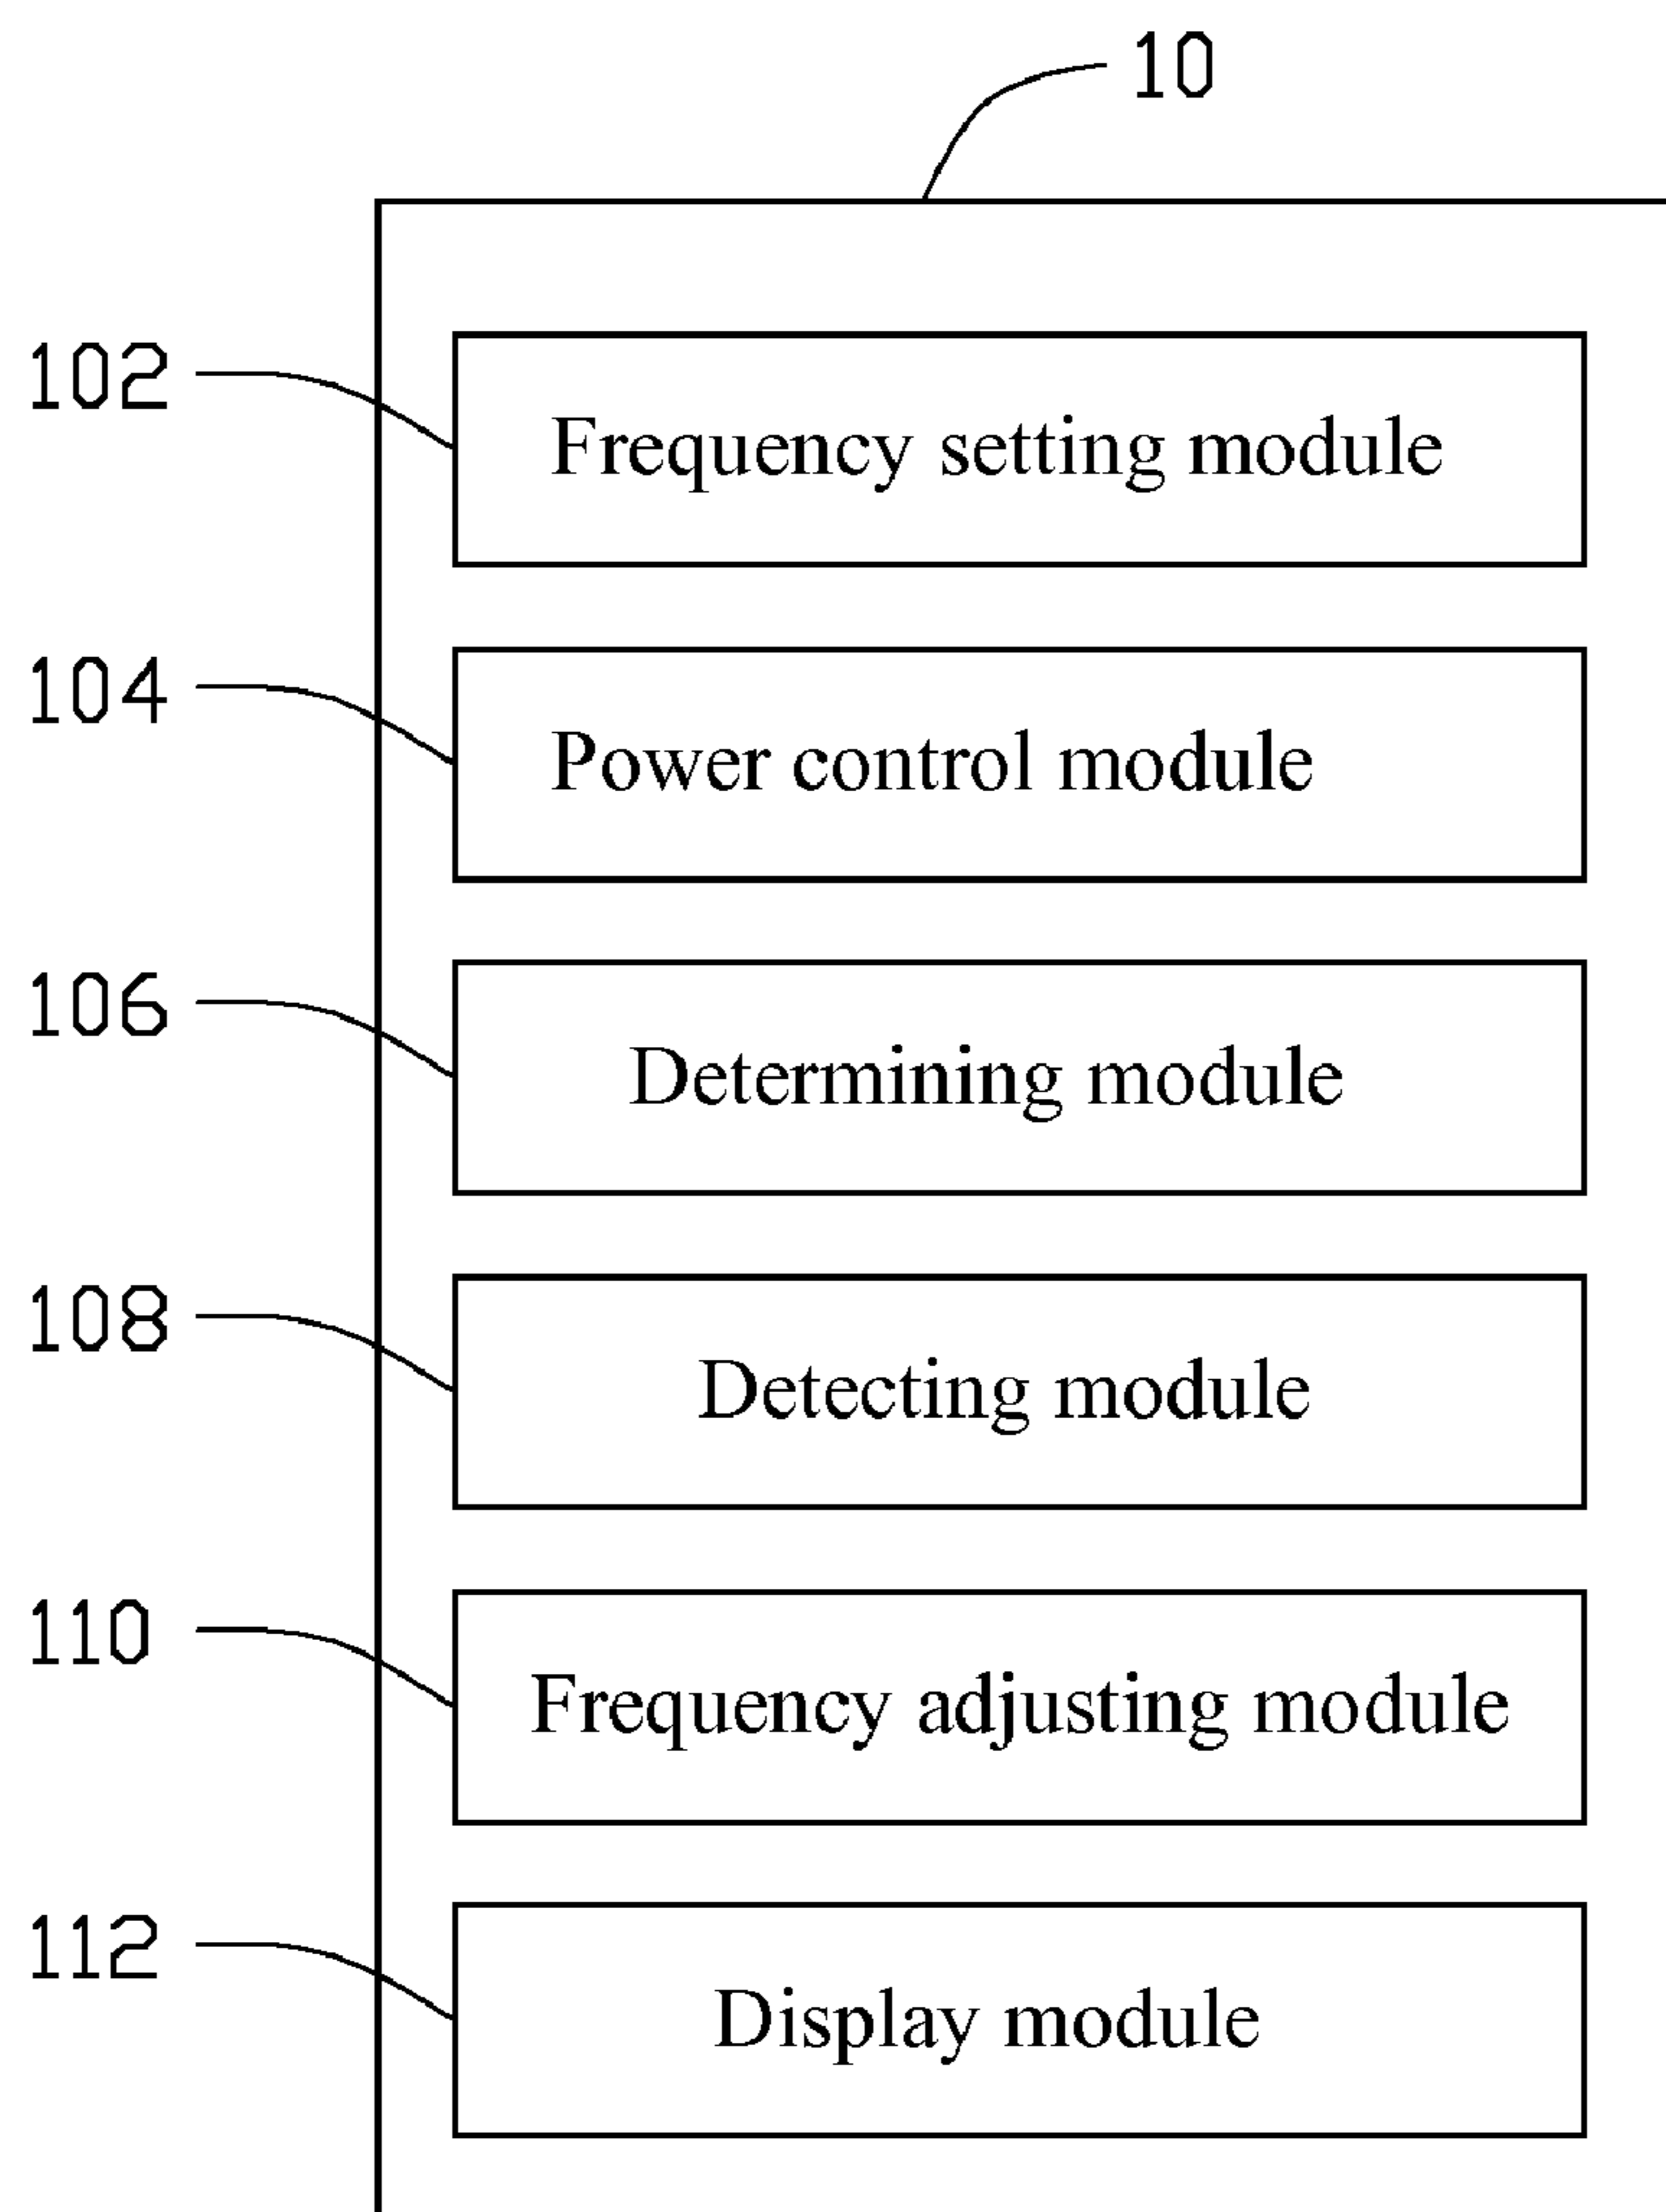 10
102
Frequency setting module
104
Power control module
106
Determining module
108
Detecting module
110
Frequency adjusting module
112
Display module